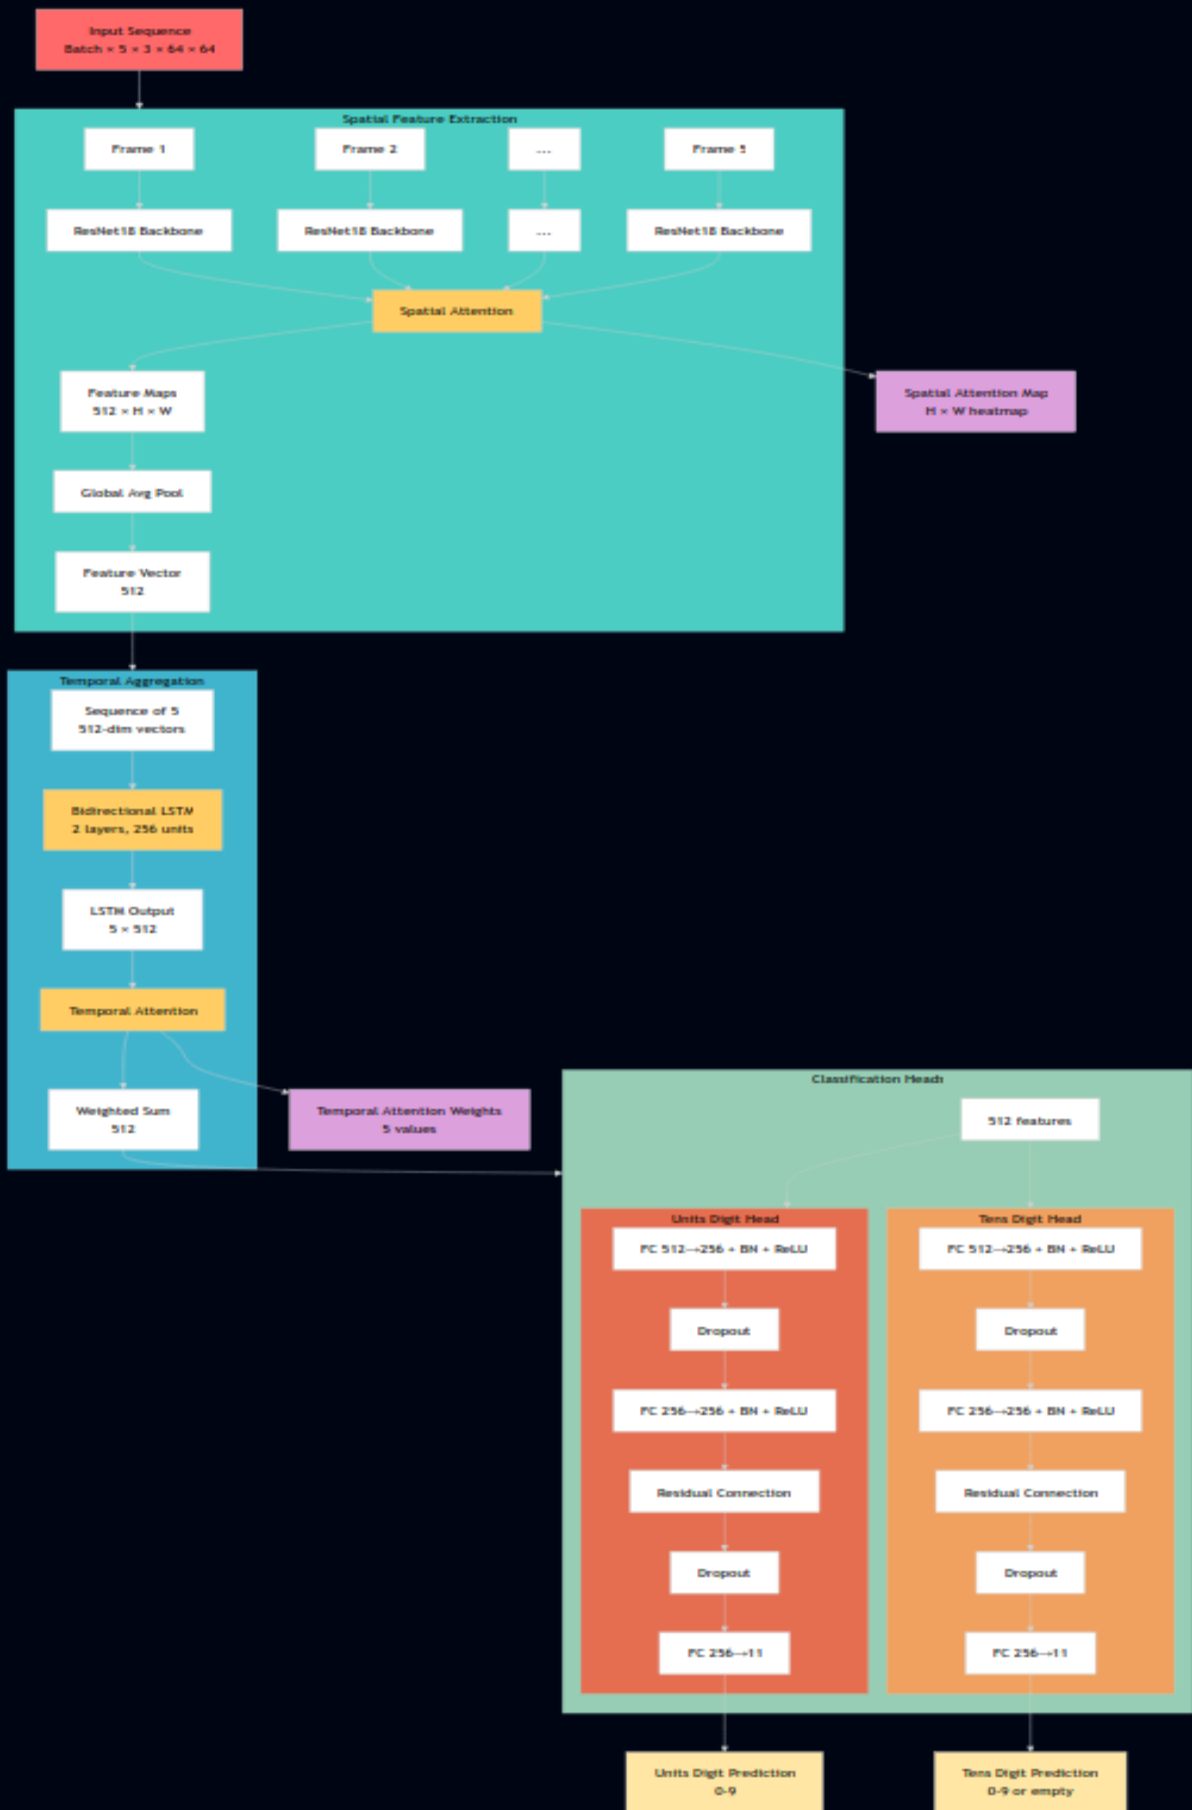 Input Sequence
Batch × 5 × 3 × 64 × 64
Spatial Feature Extraction
Frame 1
Frame 2
...
Frame 5
ResNet18 Backbone
ResNet18 Backbone
...
ResNet18 Backbone
Spatial Attention
Feature Maps
512 × H × W
Spatial Attention Map
H × W heatmap
Global Avg Pool
Feature Vector
512
Temporal Aggregation
Sequence of 5
512-dim vectors
Bidirectional LSTM
2 layers, 256 units
LSTM Output
5 × 512
Temporal Attention
Weighted Sum
512
Temporal Attention Weights
5 values
Classification Heads
512 features
Units Digit Head
Tens Digit Head
FC 512→256 + BN + ReLU
FC 512→256 + BN + ReLU
Dropout
Dropout
FC 256→256 + BN + ReLU
FC 256→256 + BN + ReLU
Residual Connection
Residual Connection
Dropout
Dropout
FC 256→11
FC 256→11
Units Digit Prediction
0-9
Tens Digit Prediction
0-9 or empty